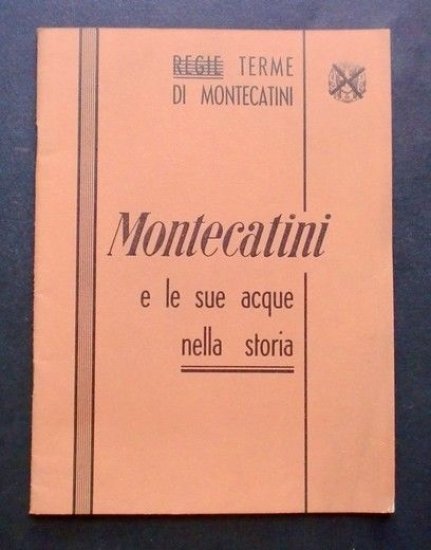 REGIE TERME
DI MONTECATINI
Montecatini
e le sue acque
nella storia